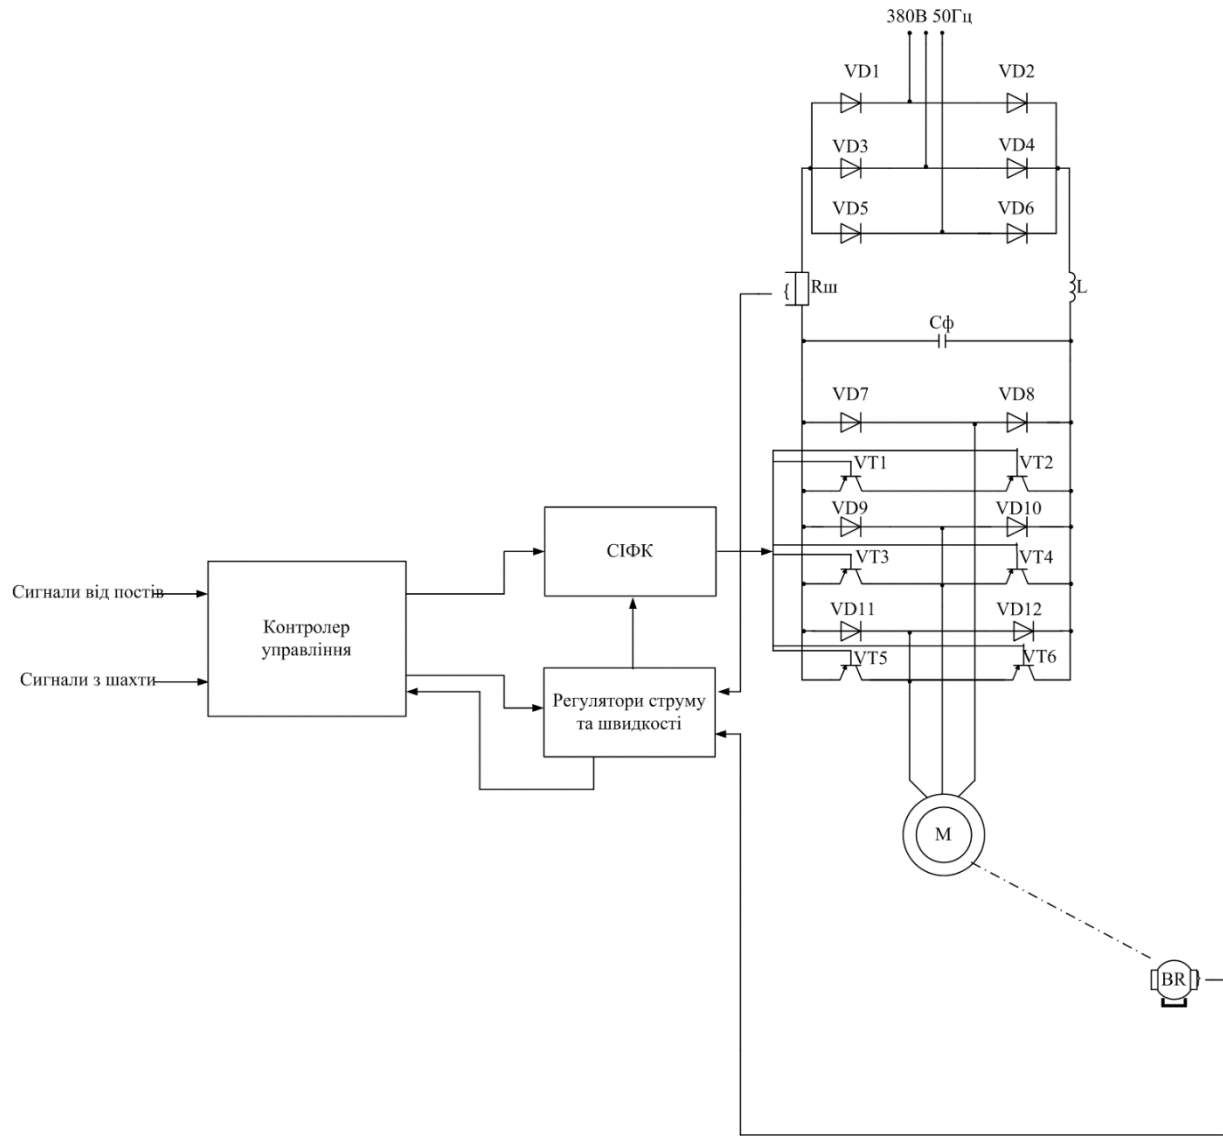 380В 50Гц
VD1
VD2
VD3
VD4
VD5
VD6
Rш
L
Cф
VD7
VD8
VT1
VT2
VD9
VD10
СІФК
VT3
VT4
Сигнали від постів
Контролер
управління
VD11
VD12
VT5
VT6
Сигнали з шахти
Регулятори струму
та швидкості
М
BR